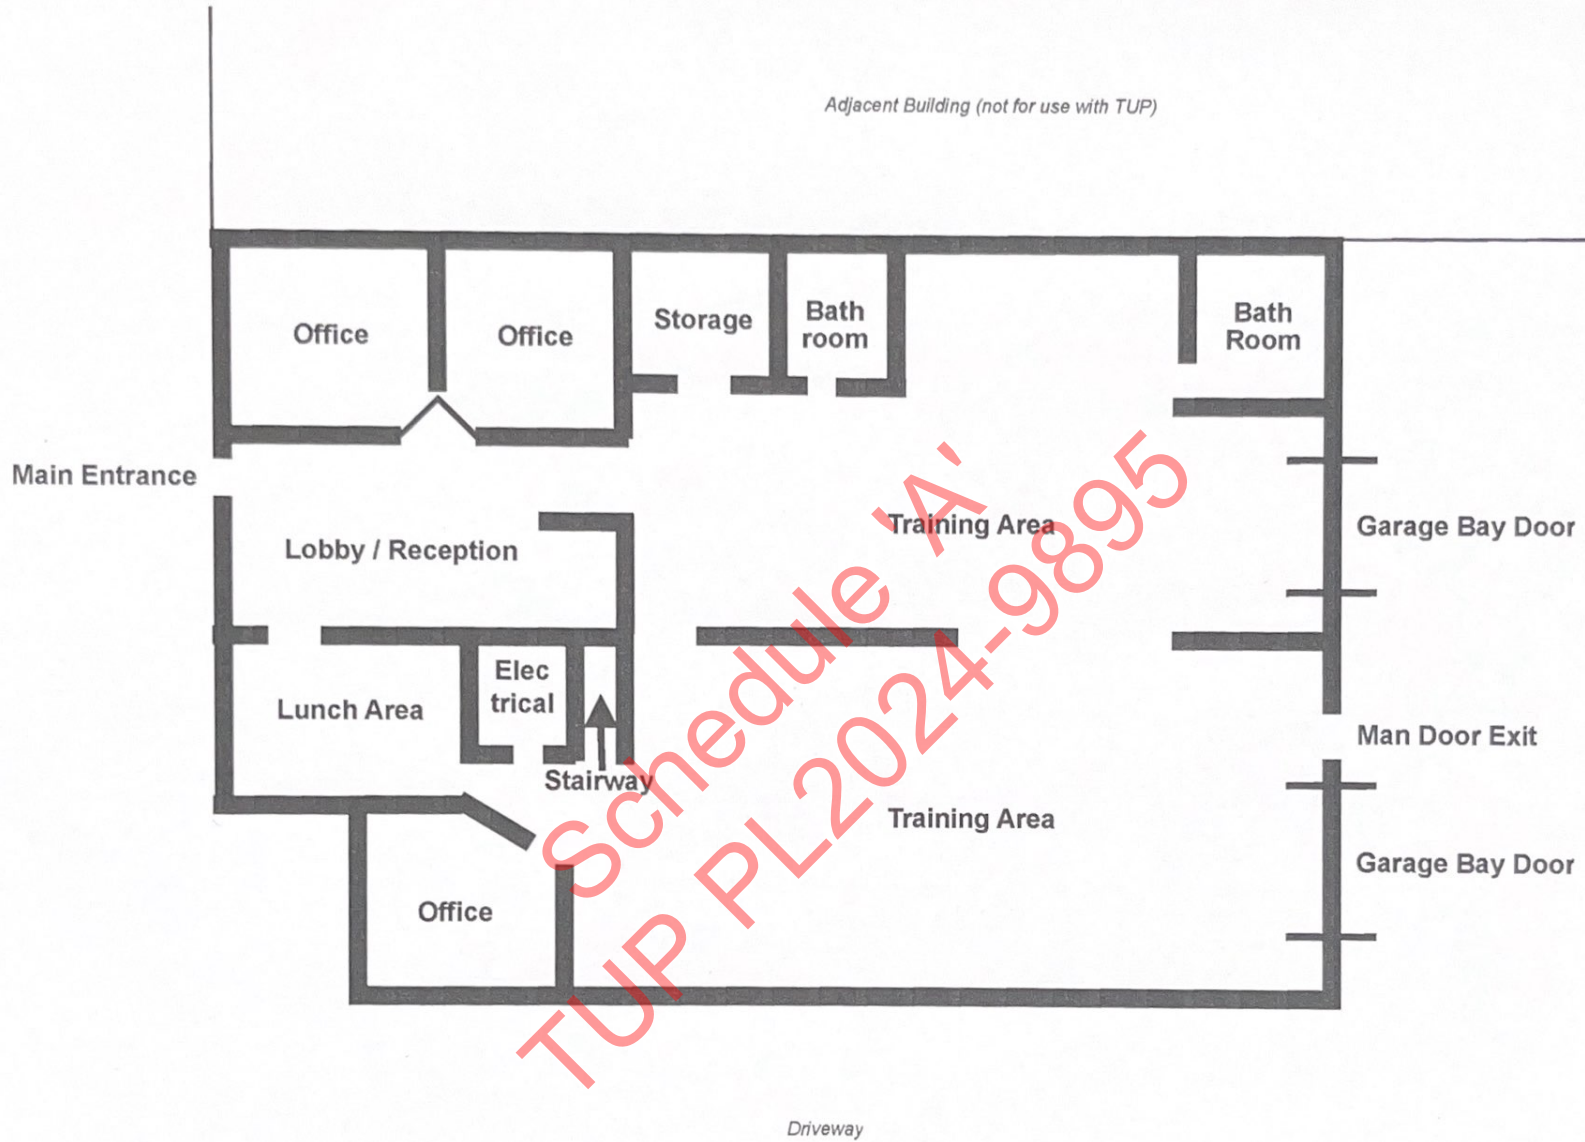 Adjacent Building (not for use with TUP)
Office
Office
Storage
Bath
room
Bath
Room
Main Entrance
Lobby / Reception
Training Area
Garage Bay Door
Elec
trical
Lunch Area
Stairway
Man Door Exit
Training Area
Garage Bay Door
Office
Schedule 'A'
TUP PL2024-9895
Driveway